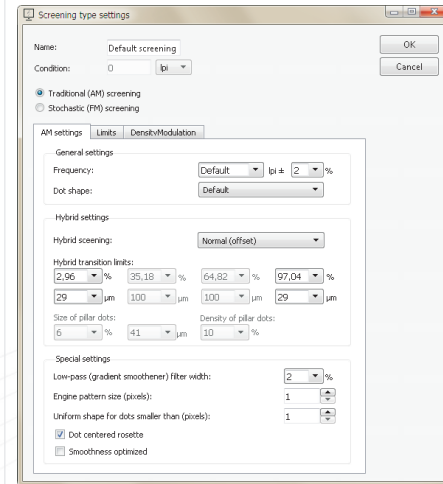 Screening type settings
Name: Default screening OK
Condition: 0 lpi Cancel
Traditional (AM) screening
Stochastic (FM) screening
AM settings Limits DensityModulation
General settings
Frequency: Default lpi ± 2 %
Dot shape: Default
Hybrid settings
Hybrid sceening: Normal (offset)
Hybrid transition limits:
2,96 % 35,18 % 64,82 % 97,04 %
29 µm 100 µm 100 µm 29 µm
Size of pillar dots: Density of pillar dots:
6 % 41 µm 10 %
Special settings
Low-pass (gradient smoothener) filter width: 2 %
Engine pattern size (pixels): 1
Uniform shape for dots smaller than (pixels): 1
Dot centered rosette
Smoothness optimized